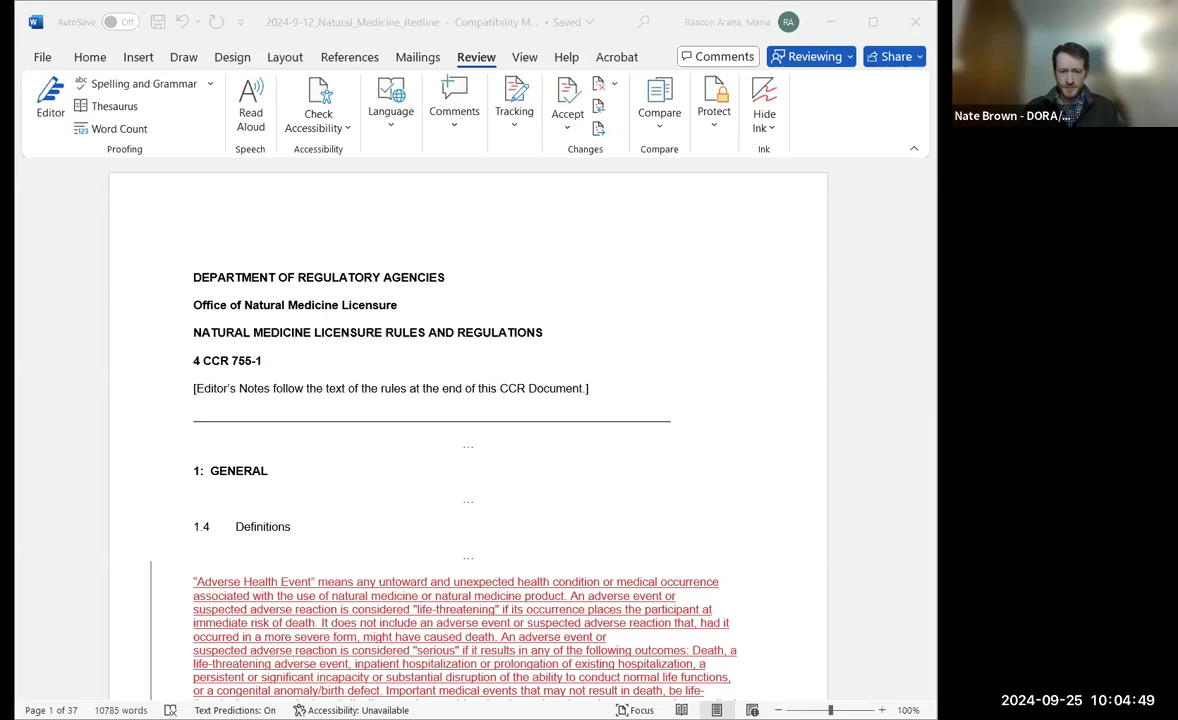 AutoSave Off 2024-9-12_Natural_Medicine_Redline - Compatibility M... • Saved Rascon Arana, Maria RA
File Home Insert Draw Design Layout References Mailings Review View Help Acrobat Comments Reviewing Share
Editor
abc Spelling and Grammar
Thesaurus
123 Word Count
Proofing
Read Aloud
Speech
Check Accessibility
Accessibility
Language
Comments
Tracking
Accept
Changes
Compare
Compare
Protect
Hide Ink
Ink
Nate Brown - DORA/...
DEPARTMENT OF REGULATORY AGENCIES
Office of Natural Medicine Licensure
NATURAL MEDICINE LICENSURE RULES AND REGULATIONS
4 CCR 755-1
[Editor's Notes follow the text of the rules at the end of this CCR Document.]
...
1: GENERAL
...
1.4 Definitions
...
"Adverse Health Event" means any untoward and unexpected health condition or medical occurrence
associated with the use of natural medicine or natural medicine product. An adverse event or
suspected adverse reaction is considered "life-threatening" if its occurrence places the participant at
immediate risk of death. It does not include an adverse event or suspected adverse reaction that, had it
occurred in a more severe form, might have caused death. An adverse event or
suspected adverse reaction is considered "serious" if it results in any of the following outcomes: Death, a
life-threatening adverse event, inpatient hospitalization or prolongation of existing hospitalization, a
persistent or significant incapacity or substantial disruption of the ability to conduct normal life functions,
or a congenital anomaly/birth defect. Important medical events that may not result in death, be life-
Page 1 of 37 10785 words Text Predictions: On Accessibility: Unavailable Focus 100%
2024-09-25 10:04:49